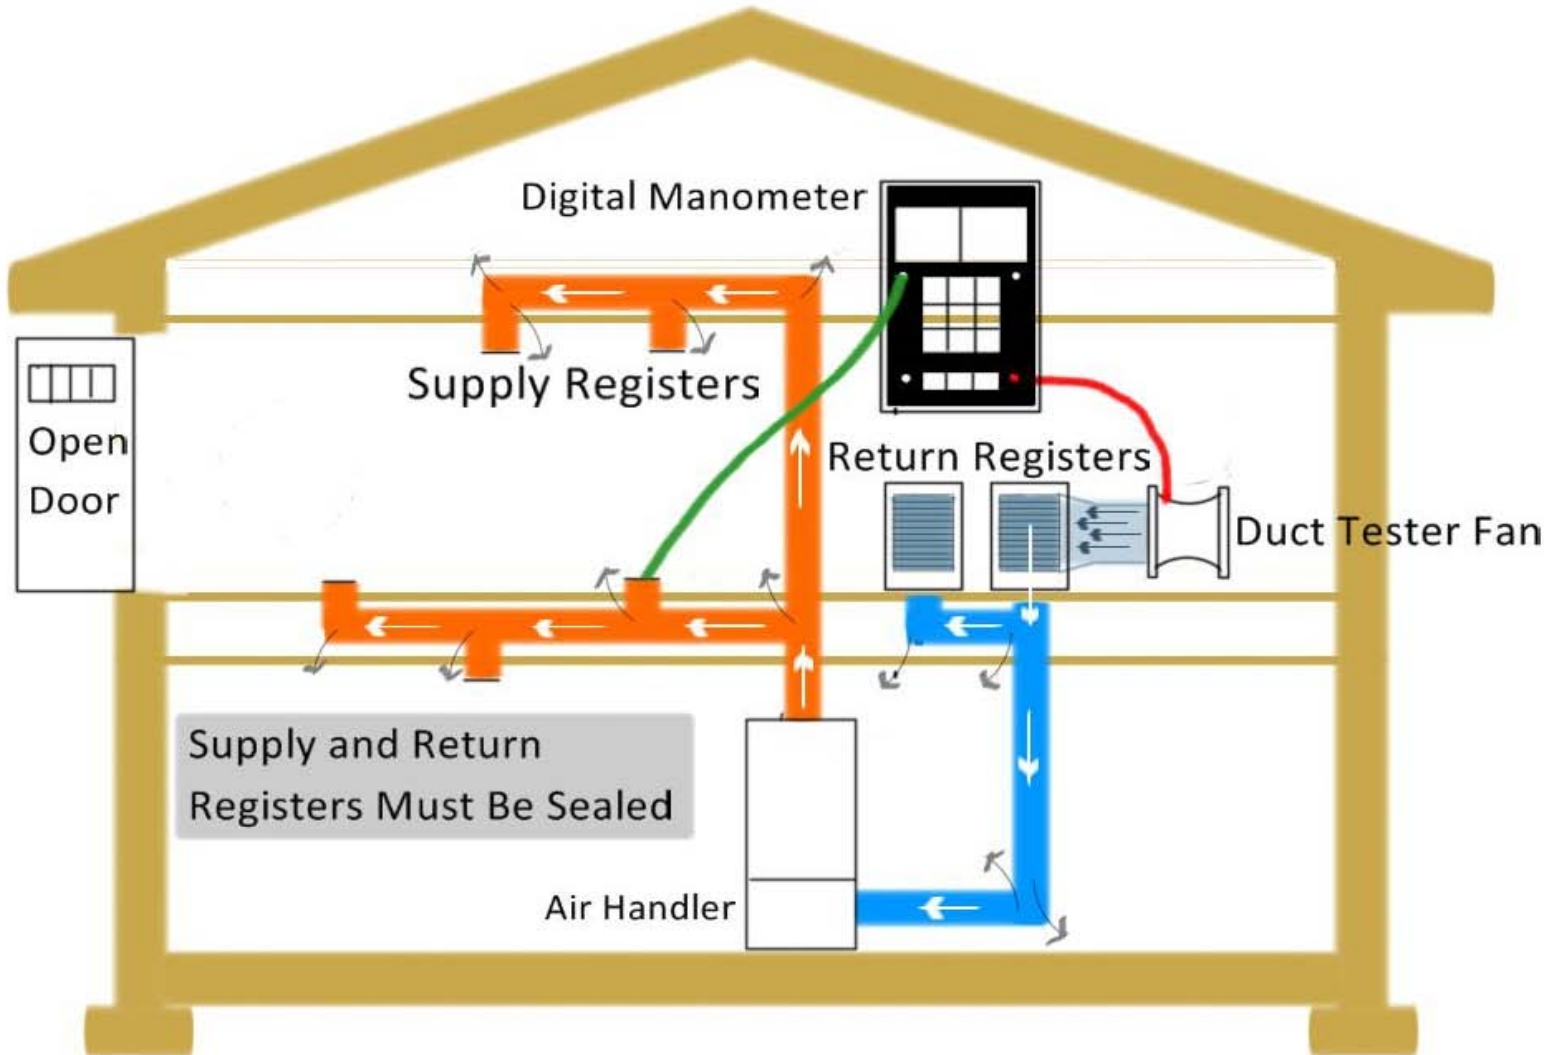 Digital Manometer
Supply Registers
Open
Door
Return Registers
Duct Tester Fan
Supply and Return
Registers Must Be Sealed
Air Handler